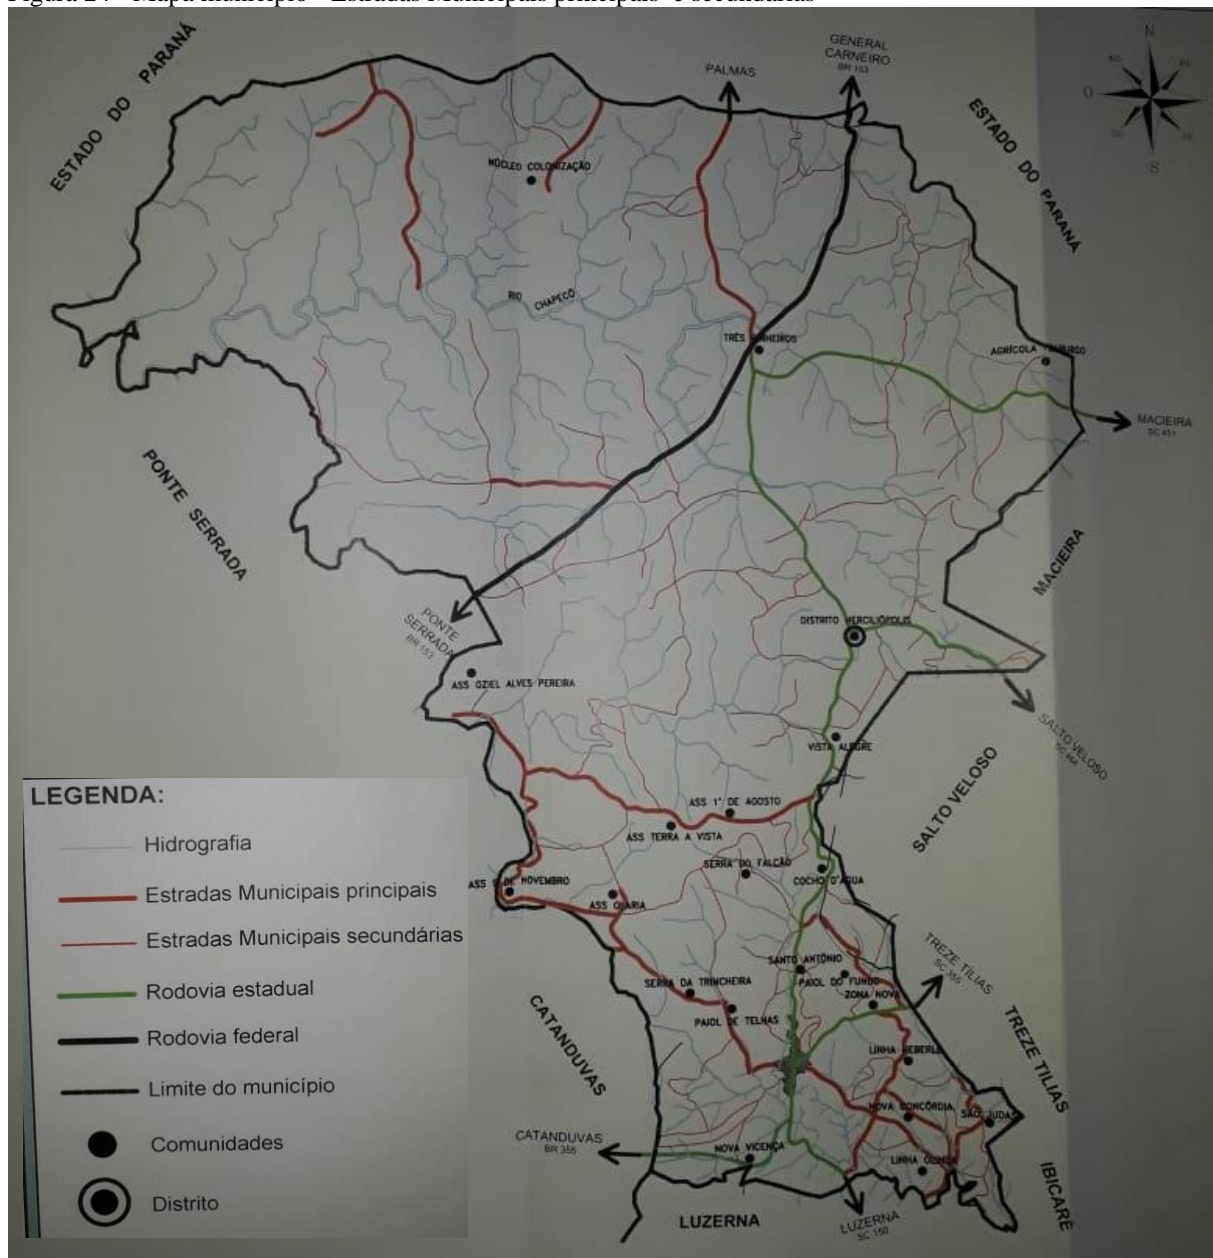 Figura 24 - Mapa município - Estradas Municipais principais e secundárias
ESTADO DO PARANÁ
PALMAS
GENERAL
CARNEIRO
BR 153
N
O
S
ESTADO DO PARANÁ
NÚCLEO COLONIZAÇÃO
RIO CHAPECÓ
TRÊS PINHEIROS
AGRÍCOLA
MACIEIRA
SC 451
PONTE SERRADA
MACIEIRA
PONTE
SERRADA
BR 153
DISTRITO HERCILIÓPOLIS
ASS OZIEL ALVES PEREIRA
SALTO VELOSO
SC 464
VISTA ALEGRE
SALTO VELOSO
ASS 1° DE AGOSTO
ASS TERRA A VISTA
SERRA DO FALCÃO
COCHO D'ÁGUA
ASS DE NOVEMBRO
ASS OLARIA
SANTO ANTÔNIO
PAIOL DO FUNDO
ZONA NOVA
TREZE TILIAS
SC 355
SERRA DA TRINCHEIRA
PAIOL DE TELHAS
CATANDUVAS
TREZE TILIAS
LINHA HEBERLE
NOVA CONCÓRDIA
SÃO JUDAS
CATANDUVAS
BR 355
NOVA VICENÇA
LINHA
IBICARÉ
LUZERNA
LUZERNA
SC 150
LEGENDA:
Hidrografia
Estradas Municipais principais
Estradas Municipais secundárias
Rodovia estadual
Rodovia federal
Limite do município
Comunidades
Distrito